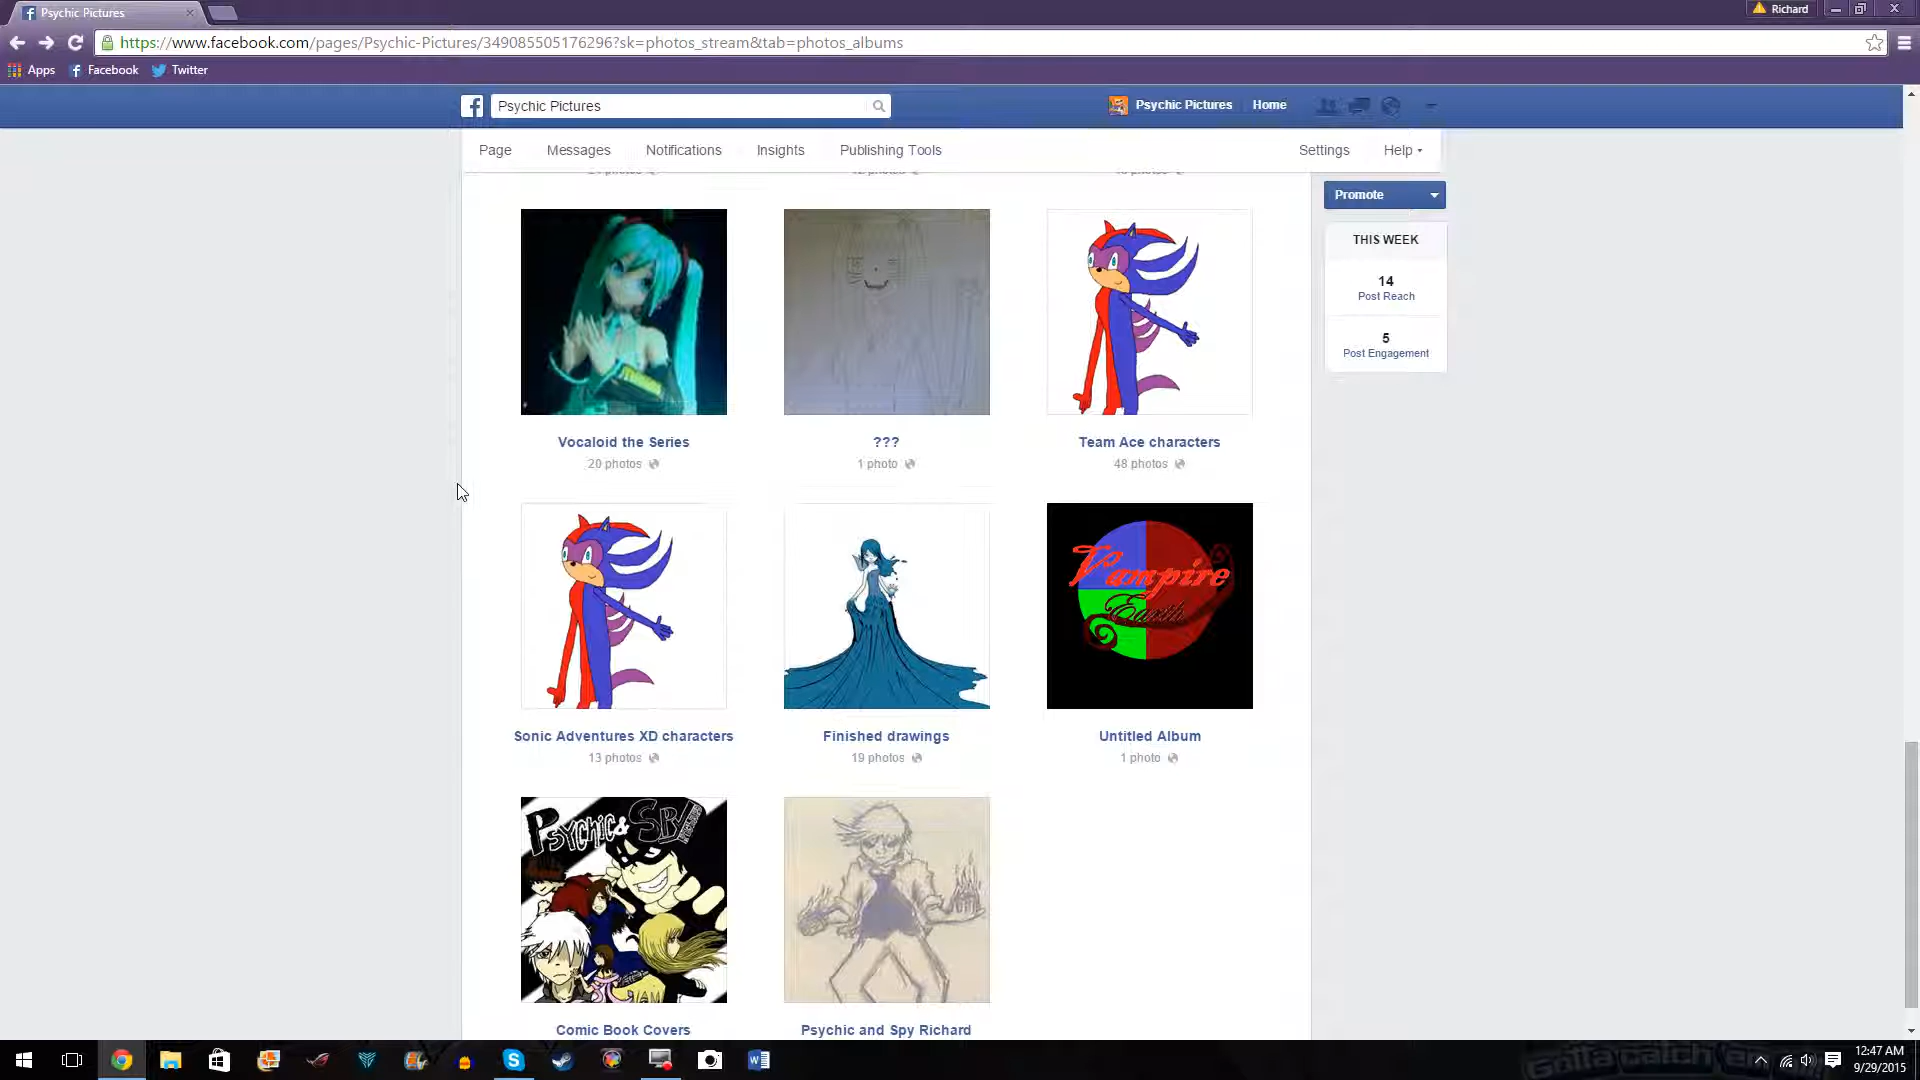 Psychic Pictures
Richard
https://www.facebook.com/pages/Psychic-Pictures/349085505176296?sk=photos_stream&tab=photos_albums
Apps Facebook Twitter
Psychic Pictures
Psychic Pictures Home
Page Messages Notifications Insights Publishing Tools Settings Help
Promote
THIS WEEK
14
Post Reach
5
Post Engagement
Vocaloid the Series
20 photos
???
1 photo
Team Ace characters
48 photos
Sonic Adventures XD characters
13 photos
Finished drawings
19 photos
Vampire
Earth
Untitled Album
1 photo
Psychic & Spy
Comic Book Covers
Psychic and Spy Richard
12:47 AM
9/29/2015